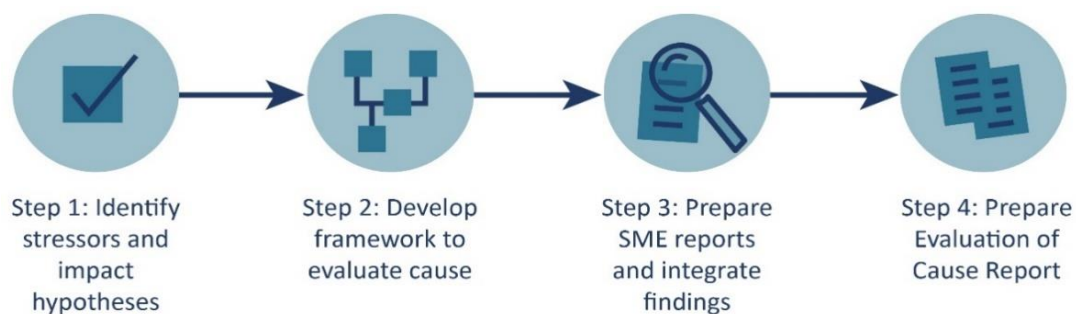 Step 1: Identify
stressors and
impact
hypotheses
Step 2: Develop
framework to
evaluate cause
Step 3: Prepare
SME reports
and integrate
findings
Step 4: Prepare
Evaluation of
Cause Report